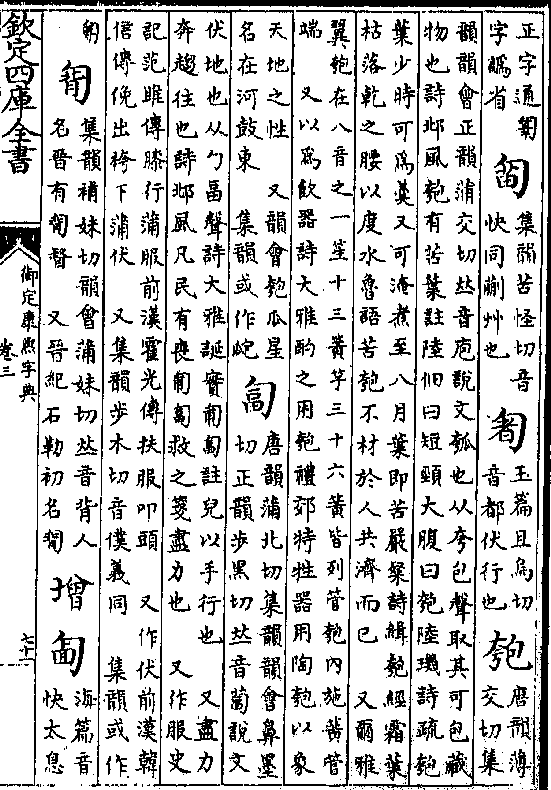 正字通匊
字譌省
集韻苦怪切音
快同蒯艸也
玉篇且烏切
音都伏行也
匏
唐韻薄
交切集
韻韻會正韻蒲交切𠀤音庖說文瓠也从夸包聲取其可包藏
物也詩邶風匏有苦葉註陸佃曰短頸大腹曰匏陸璣詩疏匏
葉少時可爲羹又可淹煮至八月葉即苦嚴粲詩緝匏經霜葉
枯落乾之腰以度水魯語苦匏不材於人共濟而已 又爾雅
翼匏在八音之一笙十三簧竽三十六簧皆列管匏內施簧管
端 又以爲飲器詩大雅酌之用匏禮郊特牲器用陶匏以象
天地之性 又韻會匏瓜星
名在河鼓東 集韻或作
匐
唐韻蒲北切集韻韻會鼻墨
切正韻步黑切𠀤音蔔說文
伏地也从勹畐聲詩大雅誕實匍匐註兒以手行也 又盡力
奔趨往也詩邶風凡民有喪匍匐救之箋盡力也 又作服史
記范雎傳膝行蒲服前漢霍光傳扶服叩頭 又作伏前漢韓
信傳俛出袴下蒲伏 又集韻步木切音僕義同 集韻或作
㔨
集韻補妹切韻會蒲妹切𠀤音背人
名晉有㔨督 又晉紀石勒初名㔨
增
海篇音
快太息
欽定四庫全書
御定康熙字典
卷三
七十二